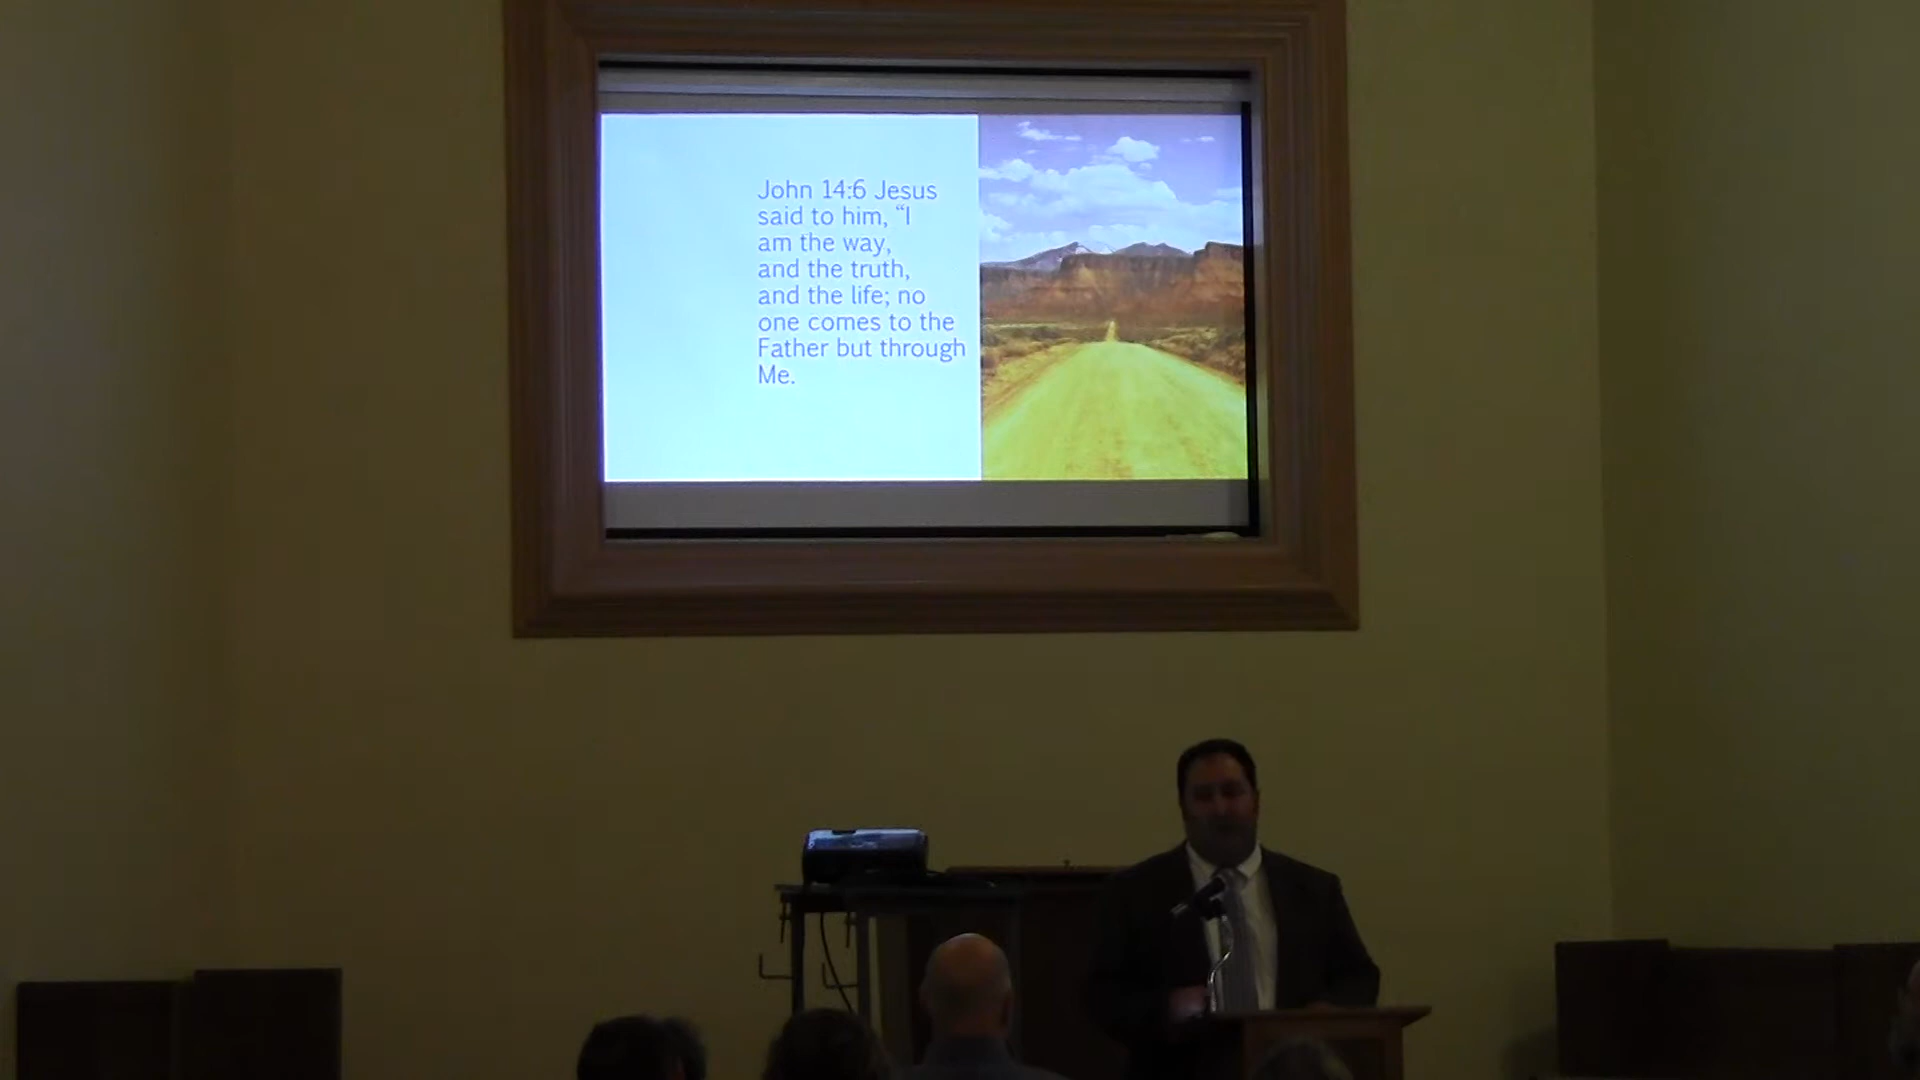 John 14:6 Jesus
said to him, “I
am the way,
and the truth,
and the life; no
one comes to the
Father but through
Me.